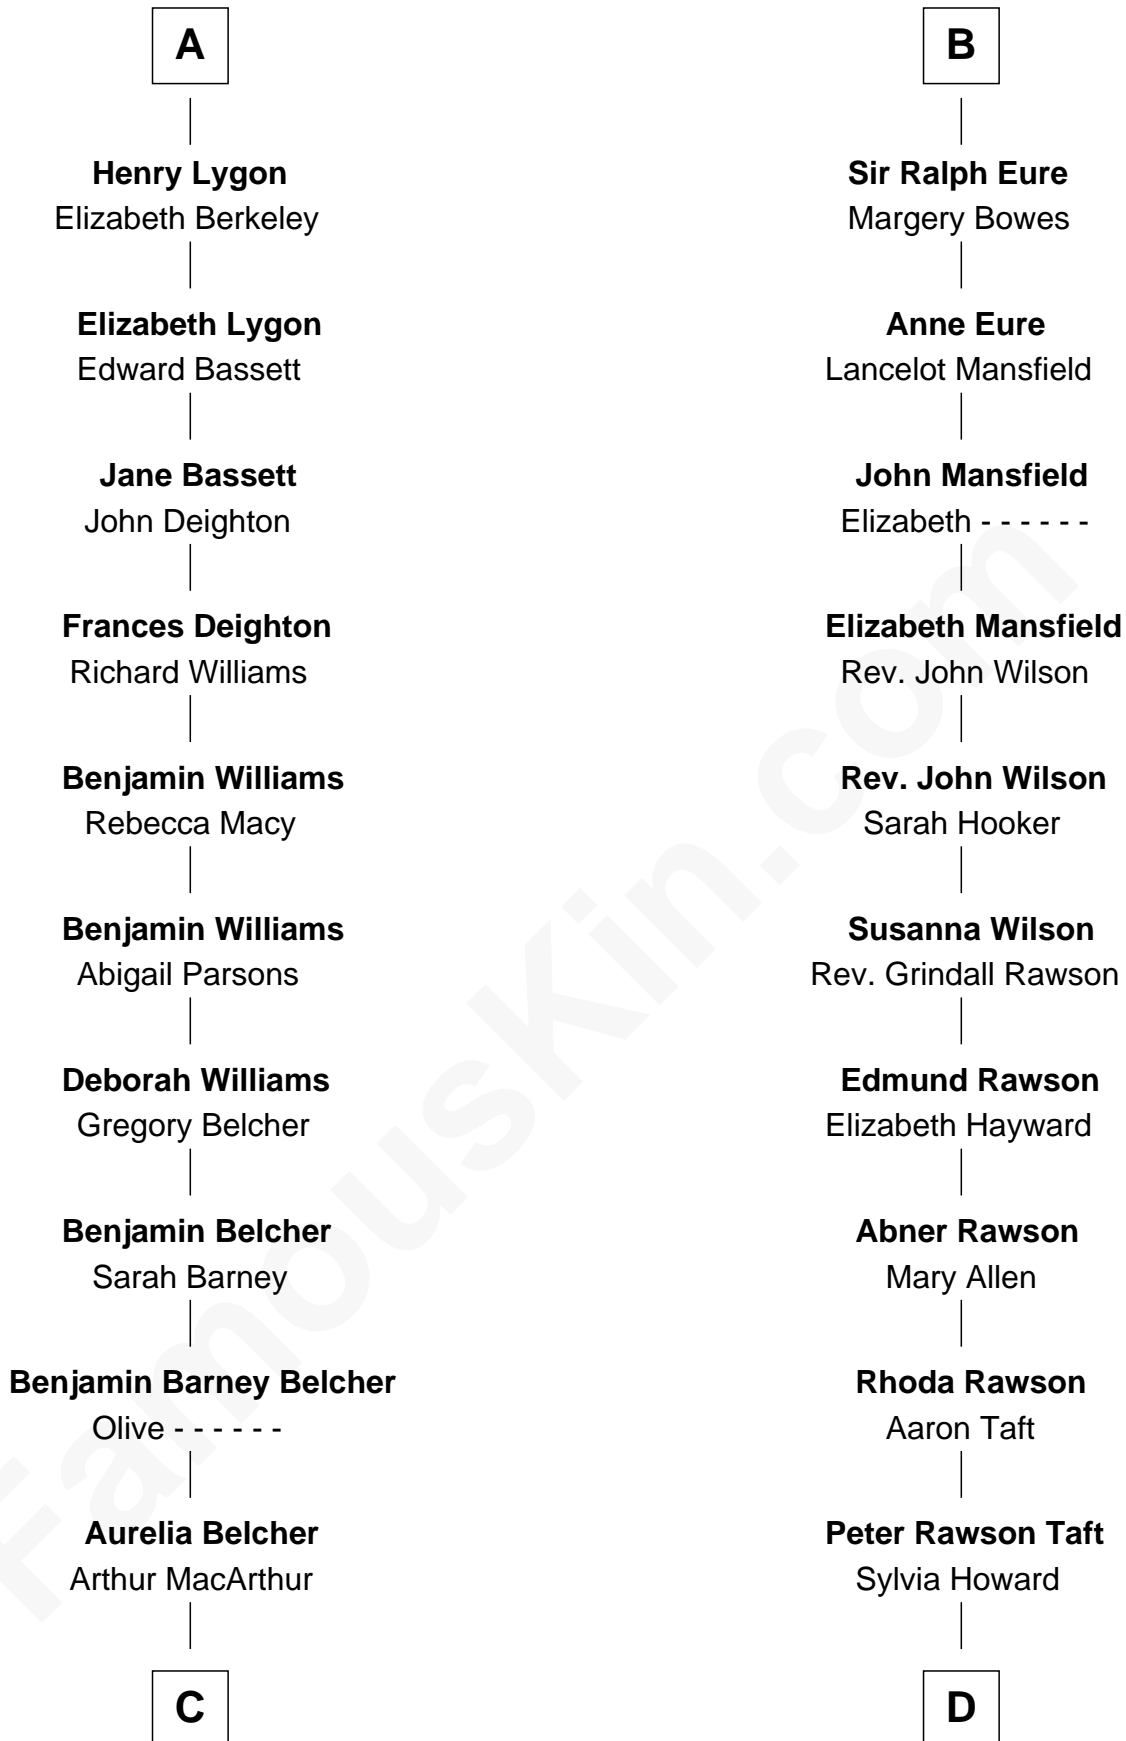 A
Henry Lygon
Elizabeth Berkeley
Elizabeth Lygon
Edward Bassett
Jane Bassett
John Deighton
Frances Deighton
Richard Williams
Benjamin Williams
Rebecca Macy
Benjamin Williams
Abigail Parsons
Deborah Williams
Gregory Belcher
Benjamin Belcher
Sarah Barney
Benjamin Barney Belcher
Olive - - - - - -
Aurelia Belcher
Arthur MacArthur
C
B
Sir Ralph Eure
Margery Bowes
Anne Eure
Lancelot Mansfield
John Mansfield
Elizabeth - - - - - -
Elizabeth Mansfield
Rev. John Wilson
Rev. John Wilson
Sarah Hooker
Susanna Wilson
Rev. Grindall Rawson
Edmund Rawson
Elizabeth Hayward
Abner Rawson
Mary Allen
Rhoda Rawson
Aaron Taft
Peter Rawson Taft
Sylvia Howard
D
FamousKin.com